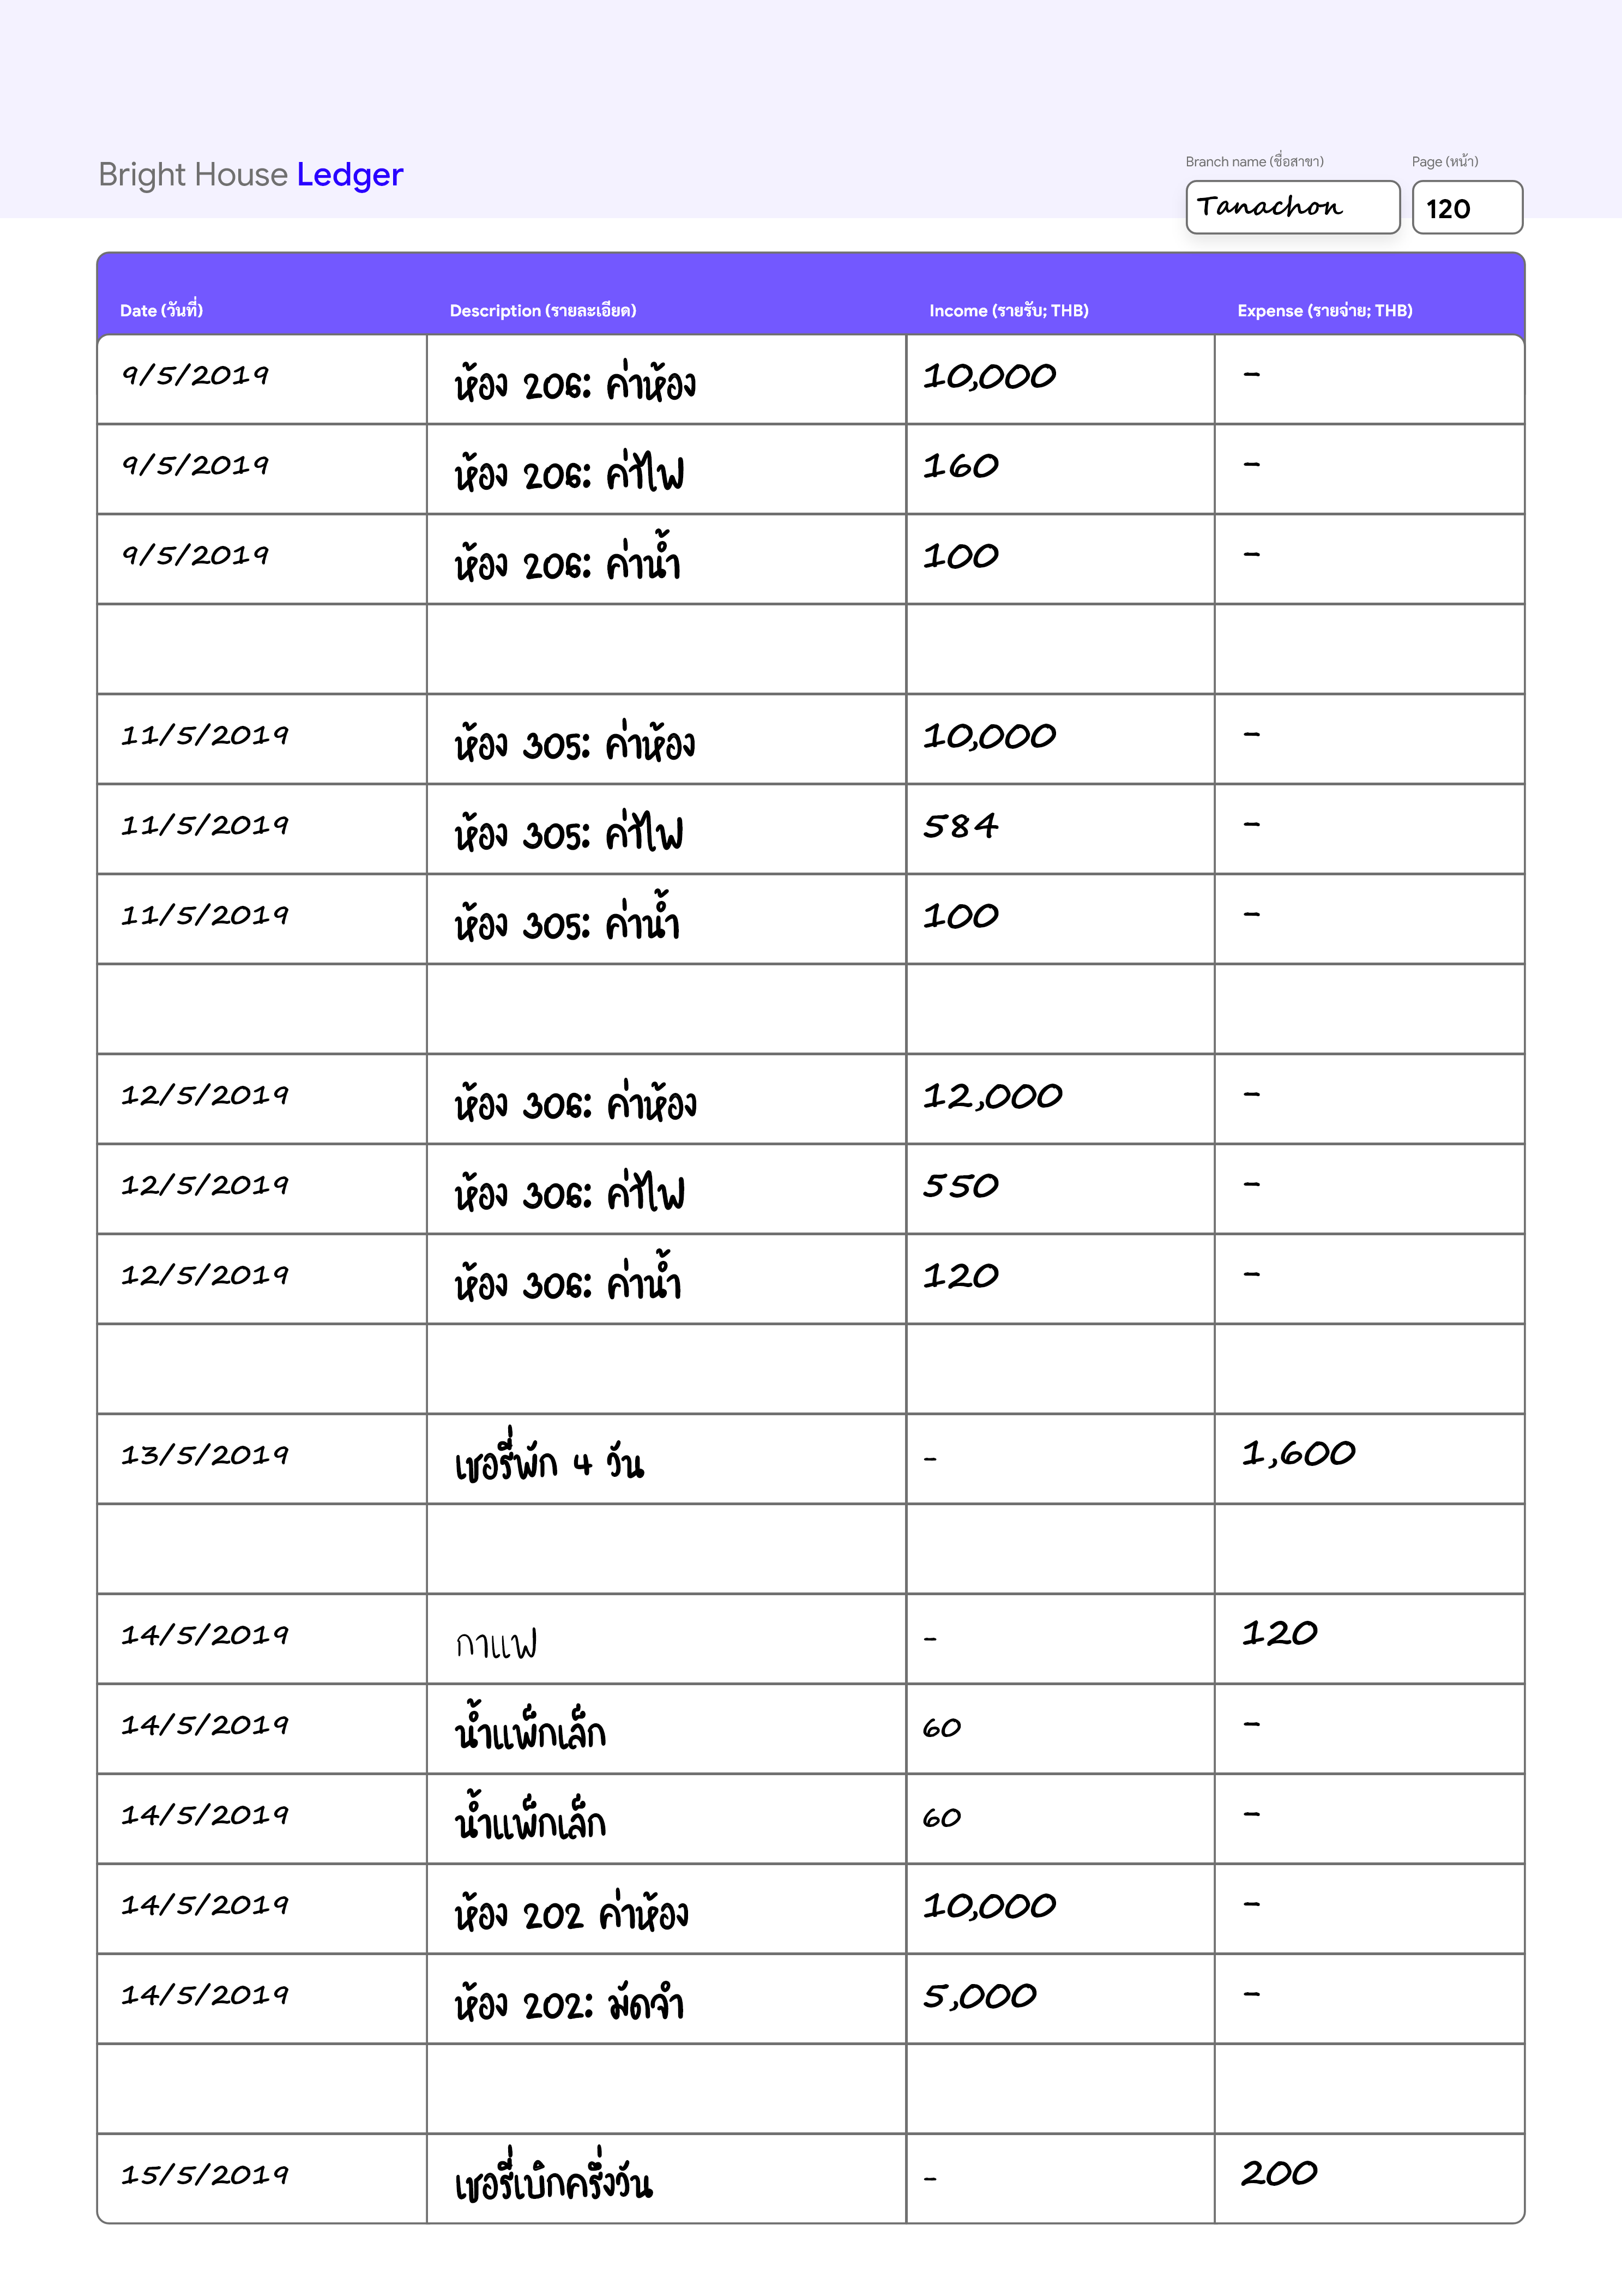 Bright House Ledger
Branch name (ชื่อสาขา) Page (หน้า)
Tanachon 120
Date (วันที่) Description (รายละเอียด) Income (รายรับ; THB) Expense (รายจ่าย; THB)
9/5/2019 ห้อง 206: ค่าห้อง 10,000 -
9/5/2019 ห้อง 206: ค่าไฟ 160 -
9/5/2019 ห้อง 206: ค่าน้ำ 100 -
11/5/2019 ห้อง 305: ค่าห้อง 10,000 -
11/5/2019 ห้อง 305: ค่าไฟ 584 -
11/5/2019 ห้อง 305: ค่าน้ำ 100 -
12/5/2019 ห้อง 306: ค่าห้อง 12,000 -
12/5/2019 ห้อง 306: ค่าไฟ 550 -
12/5/2019 ห้อง 306: ค่าน้ำ 120 -
13/5/2019 เชอรี่พัก 4 วัน - 1,600
14/5/2019 กาแฟ - 120
14/5/2019 น้ำแพ็กเล็ก 60 -
14/5/2019 น้ำแพ็กเล็ก 60 -
14/5/2019 ห้อง 202 ค่าห้อง 10,000 -
14/5/2019 ห้อง 202: มัดจำ 5,000 -
15/5/2019 เชอรี่เบิกครึ่งวัน - 200